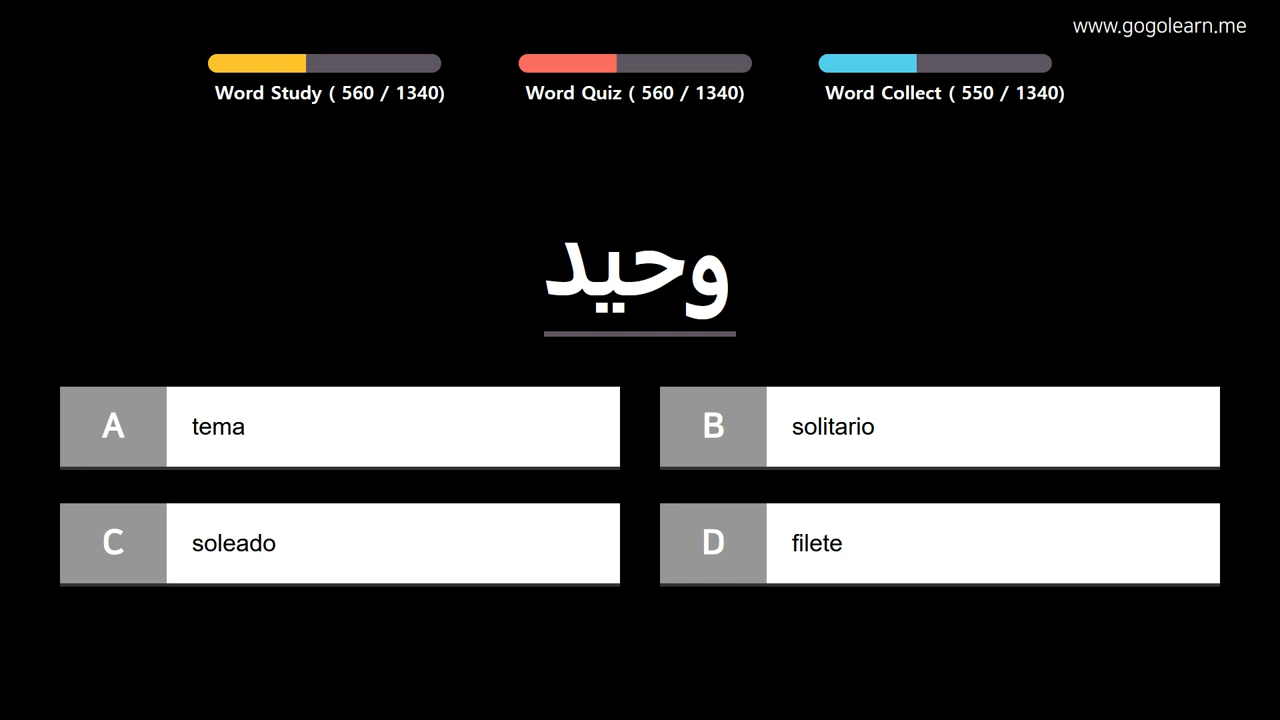 www.gogolearn.me
Word Study ( 560 / 1340)
Word Quiz ( 560 / 1340)
Word Collect ( 550 / 1340)
وحيد
A tema
B solitario
C soleado
D filete